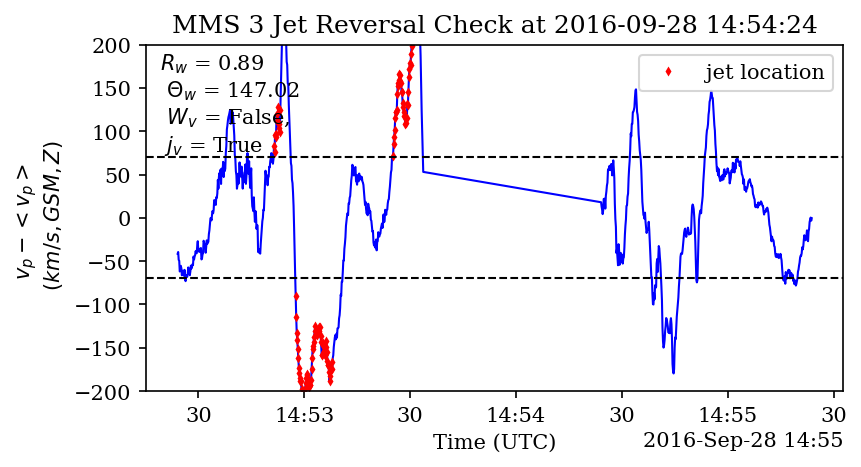 MMS 3 Jet Reversal Check at 2016-09-28 14:54:24
200
150
100
50
0
−50
−100
−150
−200
v_p − < v_p >
(km/s, GSM, Z)
R_w = 0.89
Θ_w = 147.02
W_v = False,
j_v = True
jet location
30
14:53
30
14:54
30
14:55
30
Time (UTC)
2016-Sep-28 14:55